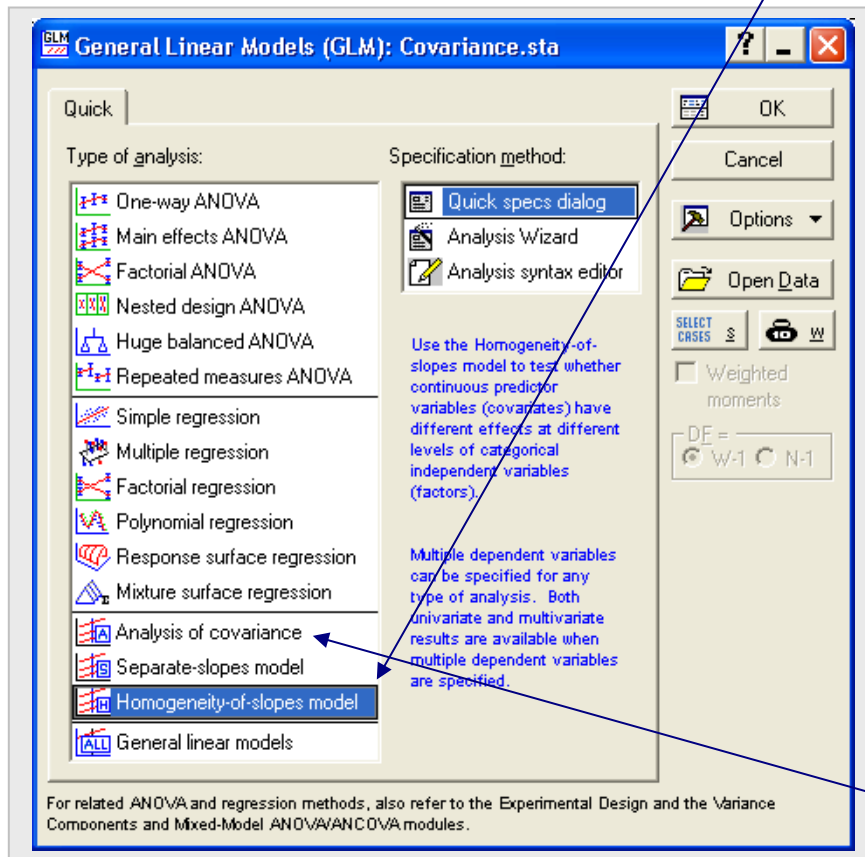 General Linear Models (GLM): Covariance.sta
Quick
Type of analysis:
One-way ANOVA
Main effects ANOVA
Factorial ANOVA
Nested design ANOVA
Huge balanced ANOVA
Repeated measures ANOVA
Simple regression
Multiple regression
Factorial regression
Polynomial regression
Response surface regression
Mixture surface regression
Analysis of covariance
Separate-slopes model
Homogeneity-of-slopes model
General linear models
Specification method:
Quick specs dialog
Analysis Wizard
Analysis syntax editor
Use the Homogeneity-of-
slopes model to test whether
continuous predictor
variables (covariates) have
different effects at different
levels of categorical
independent variables
(factors).
Multiple dependent variables
can be specified for any
type of analysis. Both
univariate and multivariate
results are available when
multiple dependent variables
are specified.
OK
Cancel
Options
Open Data
SELECT
CASES
S
W
Weighted
moments
DF =
W-1
N-1
For related ANOVA and regression methods, also refer to the Experimental Design and the Variance
Components and Mixed-Model ANOVA/ANCOVA modules.